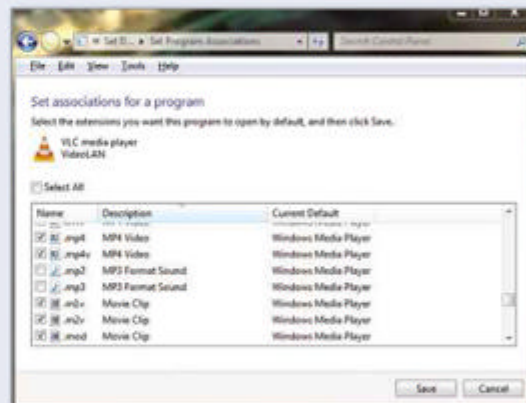 Set D... ▸ Set Program Associations
Search Control Panel
File Edit View Tools Help
Set associations for a program
Select the extensions you want this program to open by default, and then click Save.
VLC media player
VideoLAN
Select All
Name Description Current Default
.mp4 MP4 Video Windows Media Player
.mp4v MP4 Video Windows Media Player
.mp2 MP3 Format Sound Windows Media Player
.mp3 MP3 Format Sound Windows Media Player
.m1v Movie Clip Windows Media Player
.m2v Movie Clip Windows Media Player
.mod Movie Clip Windows Media Player
Save Cancel